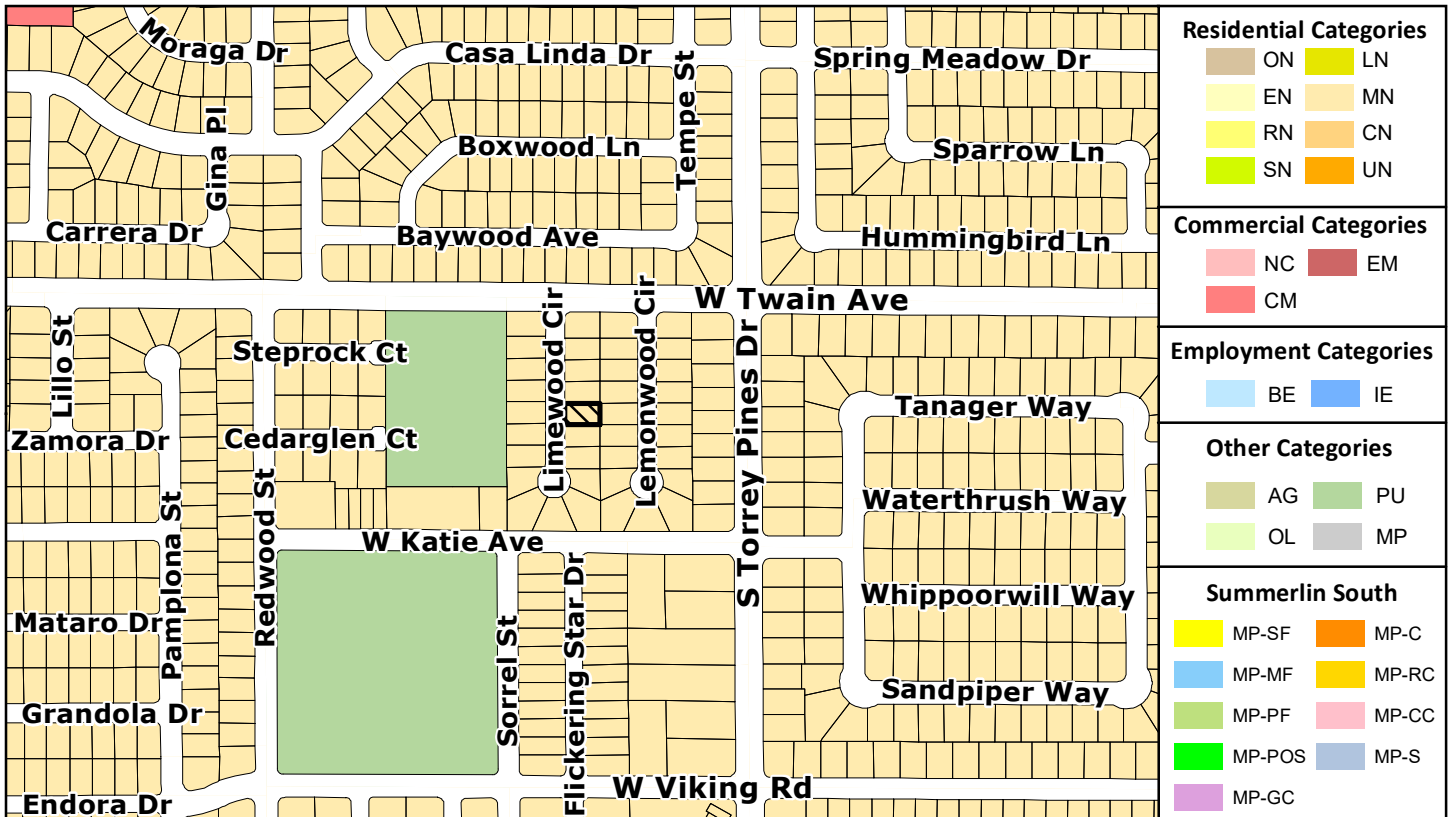 Moraga Dr
Casa Linda Dr
Tempe St
Spring Meadow Dr
Gina Pl
Boxwood Ln
Sparrow Ln
Carrera Dr
Baywood Ave
Hummingbird Ln
W Twain Ave
Lillo St
Steprock Ct
Limewood Cir
Lemonwood Cir
S Torrey Pines Dr
Tanager Way
Zamora Dr
Cedarglen Ct
Redwood St
Pamplona St
Waterthrush Way
W Katie Ave
Whippoorwill Way
Mataro Dr
Sorrel St
Flickering Star Dr
Sandpiper Way
Grandola Dr
W Viking Rd
Endora Dr
Residential Categories
ON LN
EN MN
RN CN
SN UN
Commercial Categories
NC EM
CM
Employment Categories
BE IE
Other Categories
AG PU
OL MP
Summerlin South
MP-SF MP-C
MP-MF MP-RC
MP-PF MP-CC
MP-POS MP-S
MP-GC